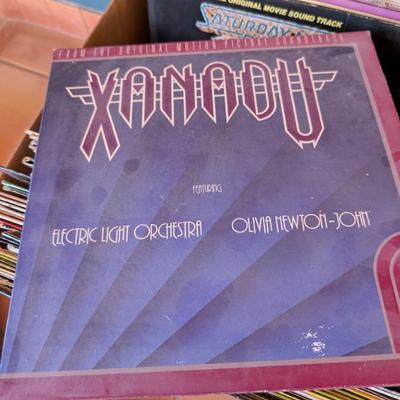 ORIGINAL MOVIE SOUND TRACK
SATURDAY
FROM THE ORIGINAL MOTION PICTURE SOUNDTRACK
XANADU
FEATURING
ELECTRIC LIGHT ORCHESTRA OLIVIA NEWTON-JOHN